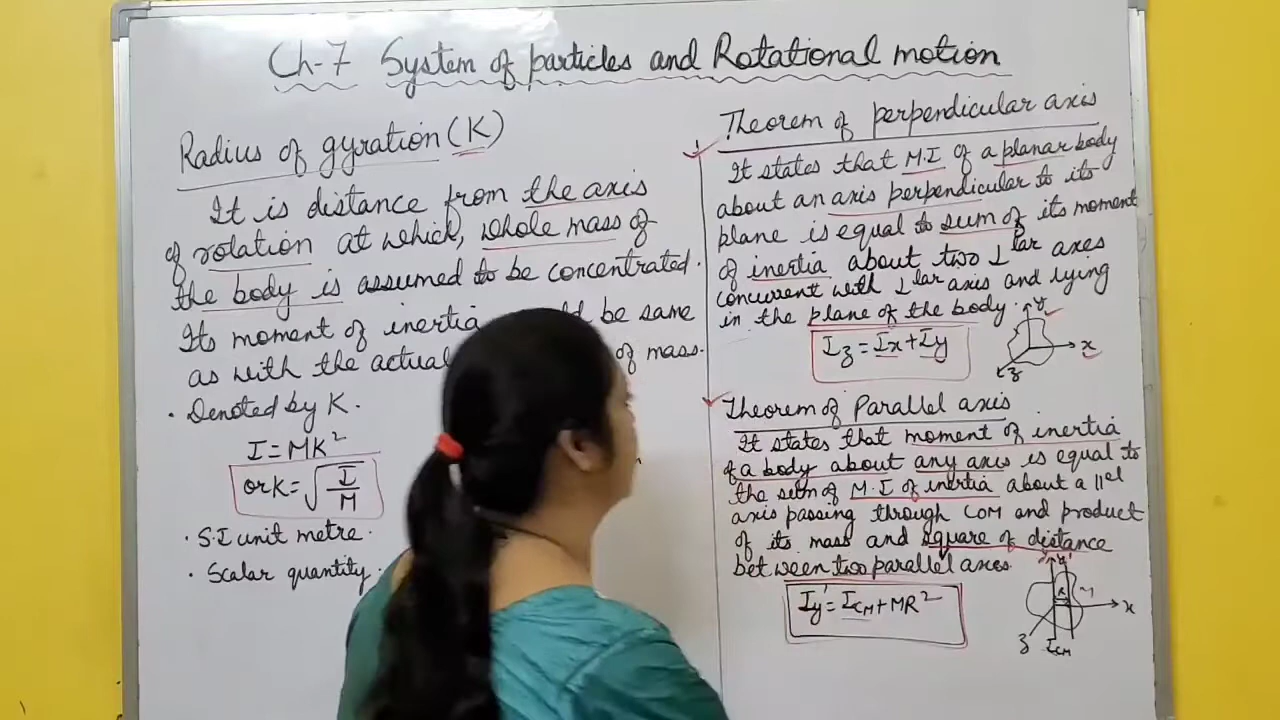 Ch-7 System of particles and Rotational motion
Radius of gyration (K)
It is distance from the axis
of rotation at which, whole mass of
the body is assumed to be concentrated.
Its moment of inertia be same
as with the actual of mass.
· Denoted by K.
I = MK²
or K = √I/M
· S.I unit metre.
· Scalar quantity.
Theorem of perpendicular axis
It states that M.I of a planar body
about an axis perpendicular to its
plane is equal to sum of its moment
of inertia about two ⊥lar axes
concurrent with ⊥lar axis and lying
in the plane of the body.
Iz = Ix + Iy
y
x
z
Theorem of Parallel axis
It states that moment of inertia
of a body about any axis is equal to
the sum of M.I of inertia about a llel
axis passing through COM and product
of its mass and square of distance
between two parallel axes.
Iy' = ICM + MR²
x
z
ICM